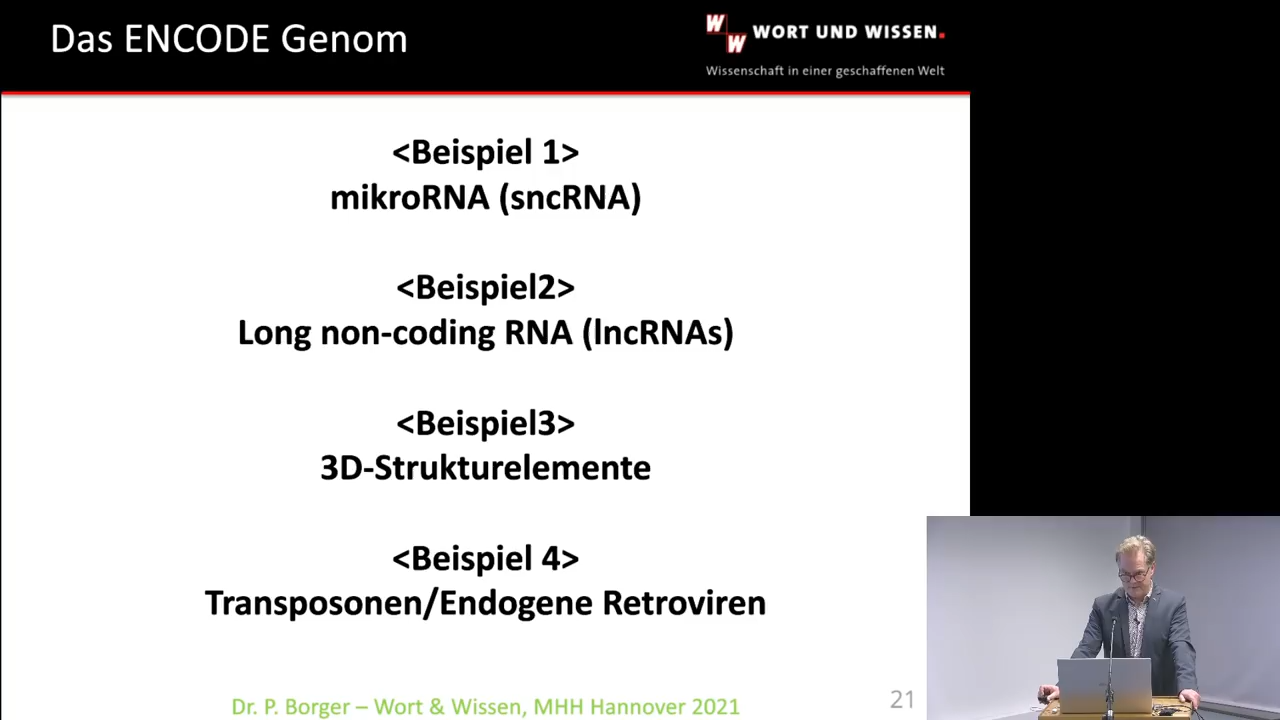 Das ENCODE Genom
W W WORT UND WISSEN.
Wissenschaft in einer geschaffenen Welt
<Beispiel 1>
mikroRNA (sncRNA)
<Beispiel2>
Long non-coding RNA (lncRNAs)
<Beispiel3>
3D-Strukturelemente
<Beispiel 4>
Transposonen/Endogene Retroviren
Dr. P. Borger – Wort & Wissen, MHH Hannover 2021
21